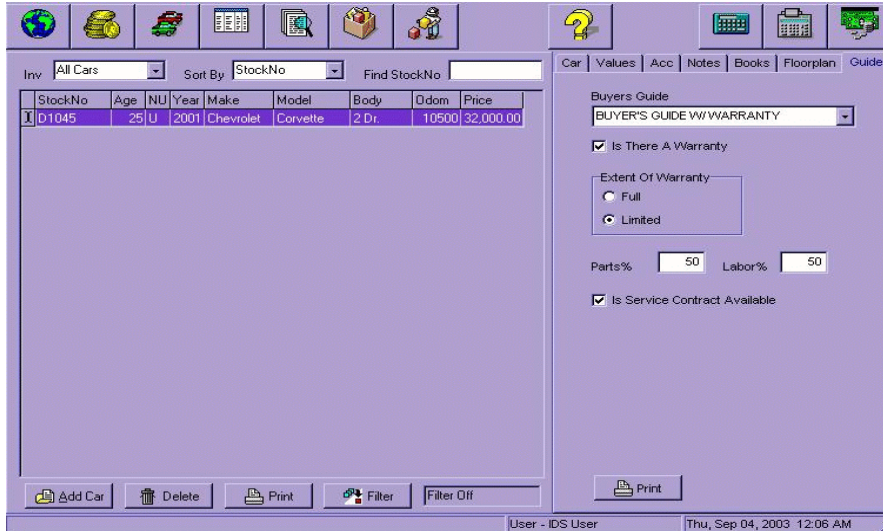 Inv All Cars Sort By StockNo Find StockNo
StockNo Age NU Year Make Model Body Odom Price
D1045 25 U 2001 Chevrolet Corvette 2 Dr. 10500 32,000.00
Add Car Delete Print Filter Filter Off
Car Values Acc Notes Books Floorplan Guide
Buyers Guide
BUYER'S GUIDE W/ WARRANTY
Is There A Warranty
Extent Of Warranty
Full
Limited
Parts% 50 Labor% 50
Is Service Contract Available
Print
User - IDS User Thu, Sep 04, 2003 12:06 AM